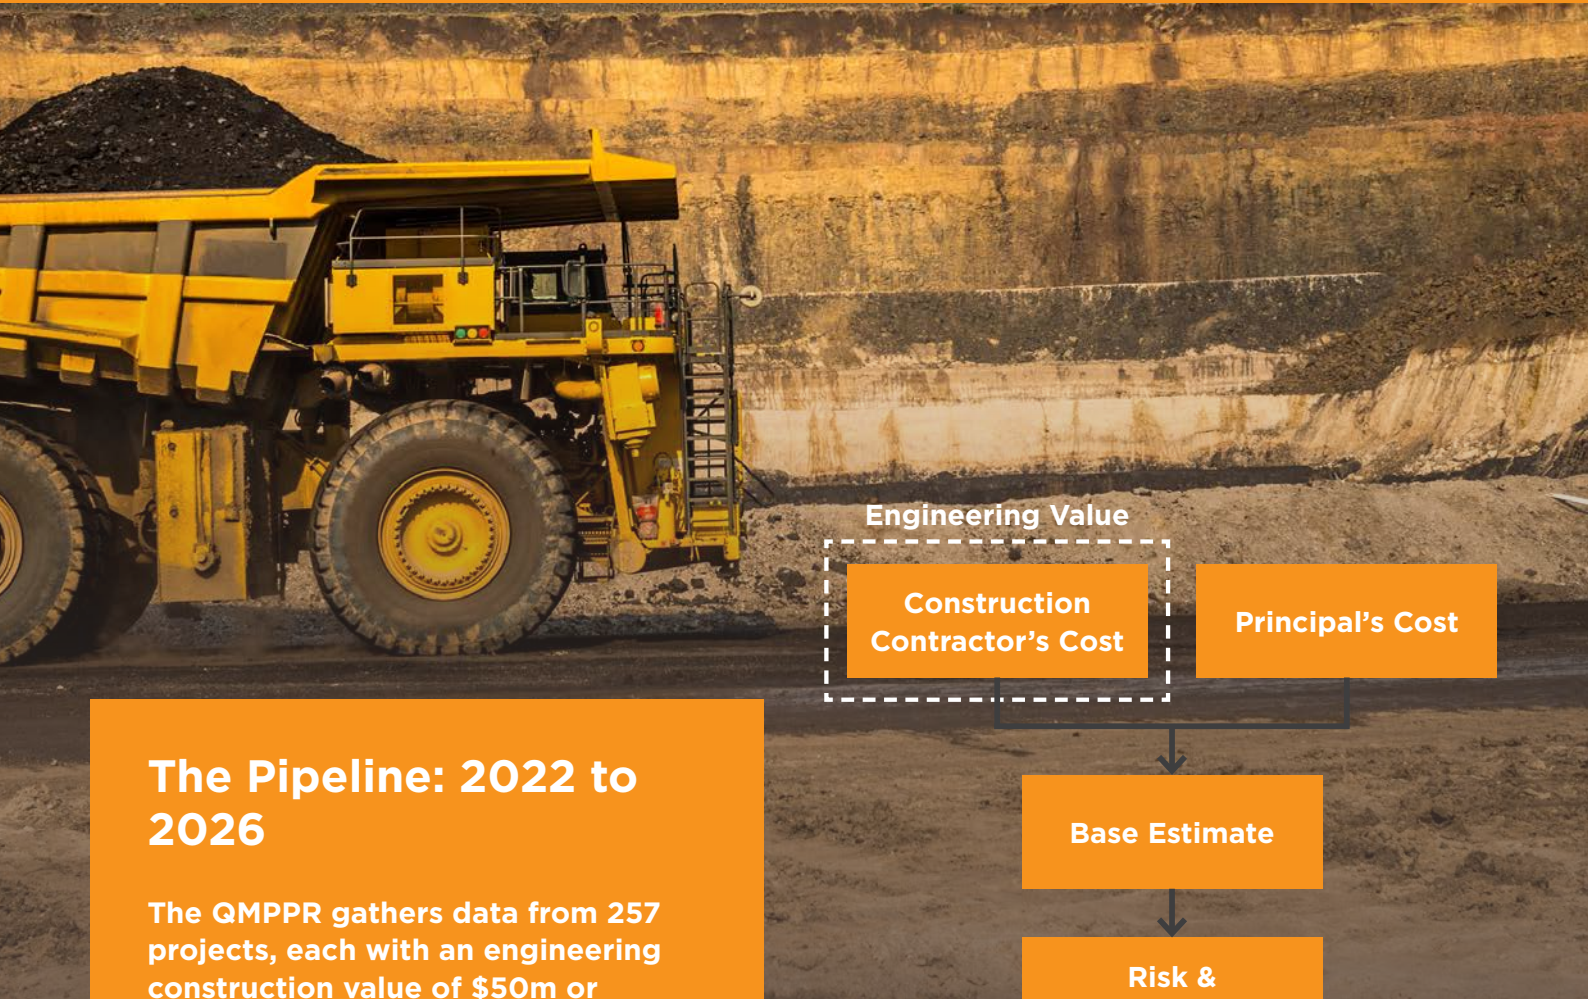 Engineering Value
Construction
Contractor's Cost
Principal's Cost
Base Estimate
Risk &
The Pipeline: 2022 to
2026
The QMPPR gathers data from 257
projects, each with an engineering
construction value of $50m or